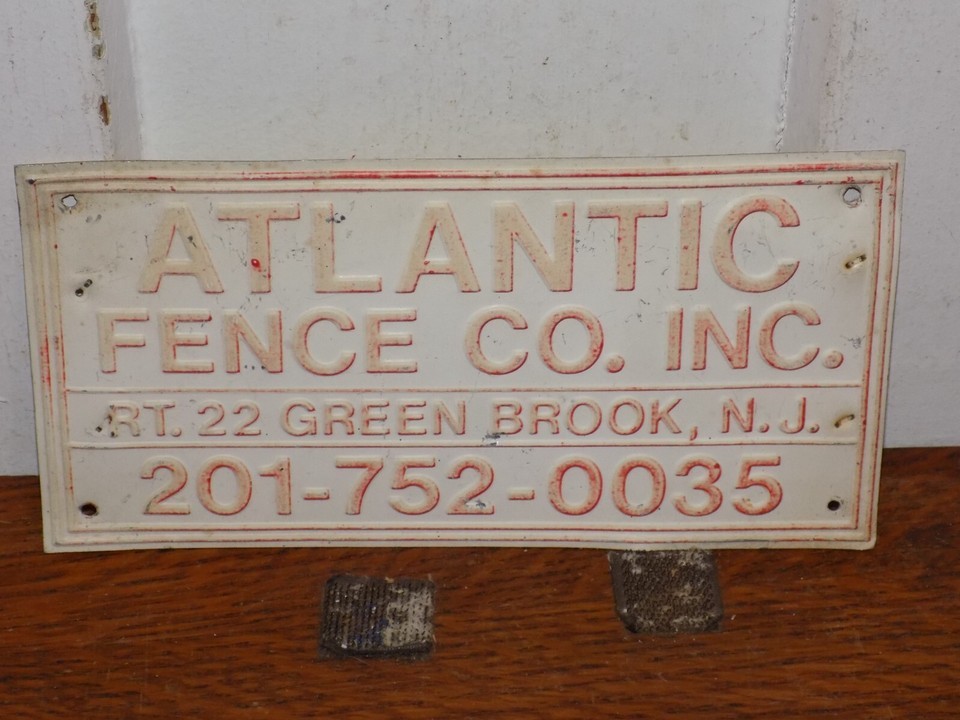 ATLANTIC
FENCE CO. INC.
RT. 22 GREEN BROOK, N.J.
201-752-0035